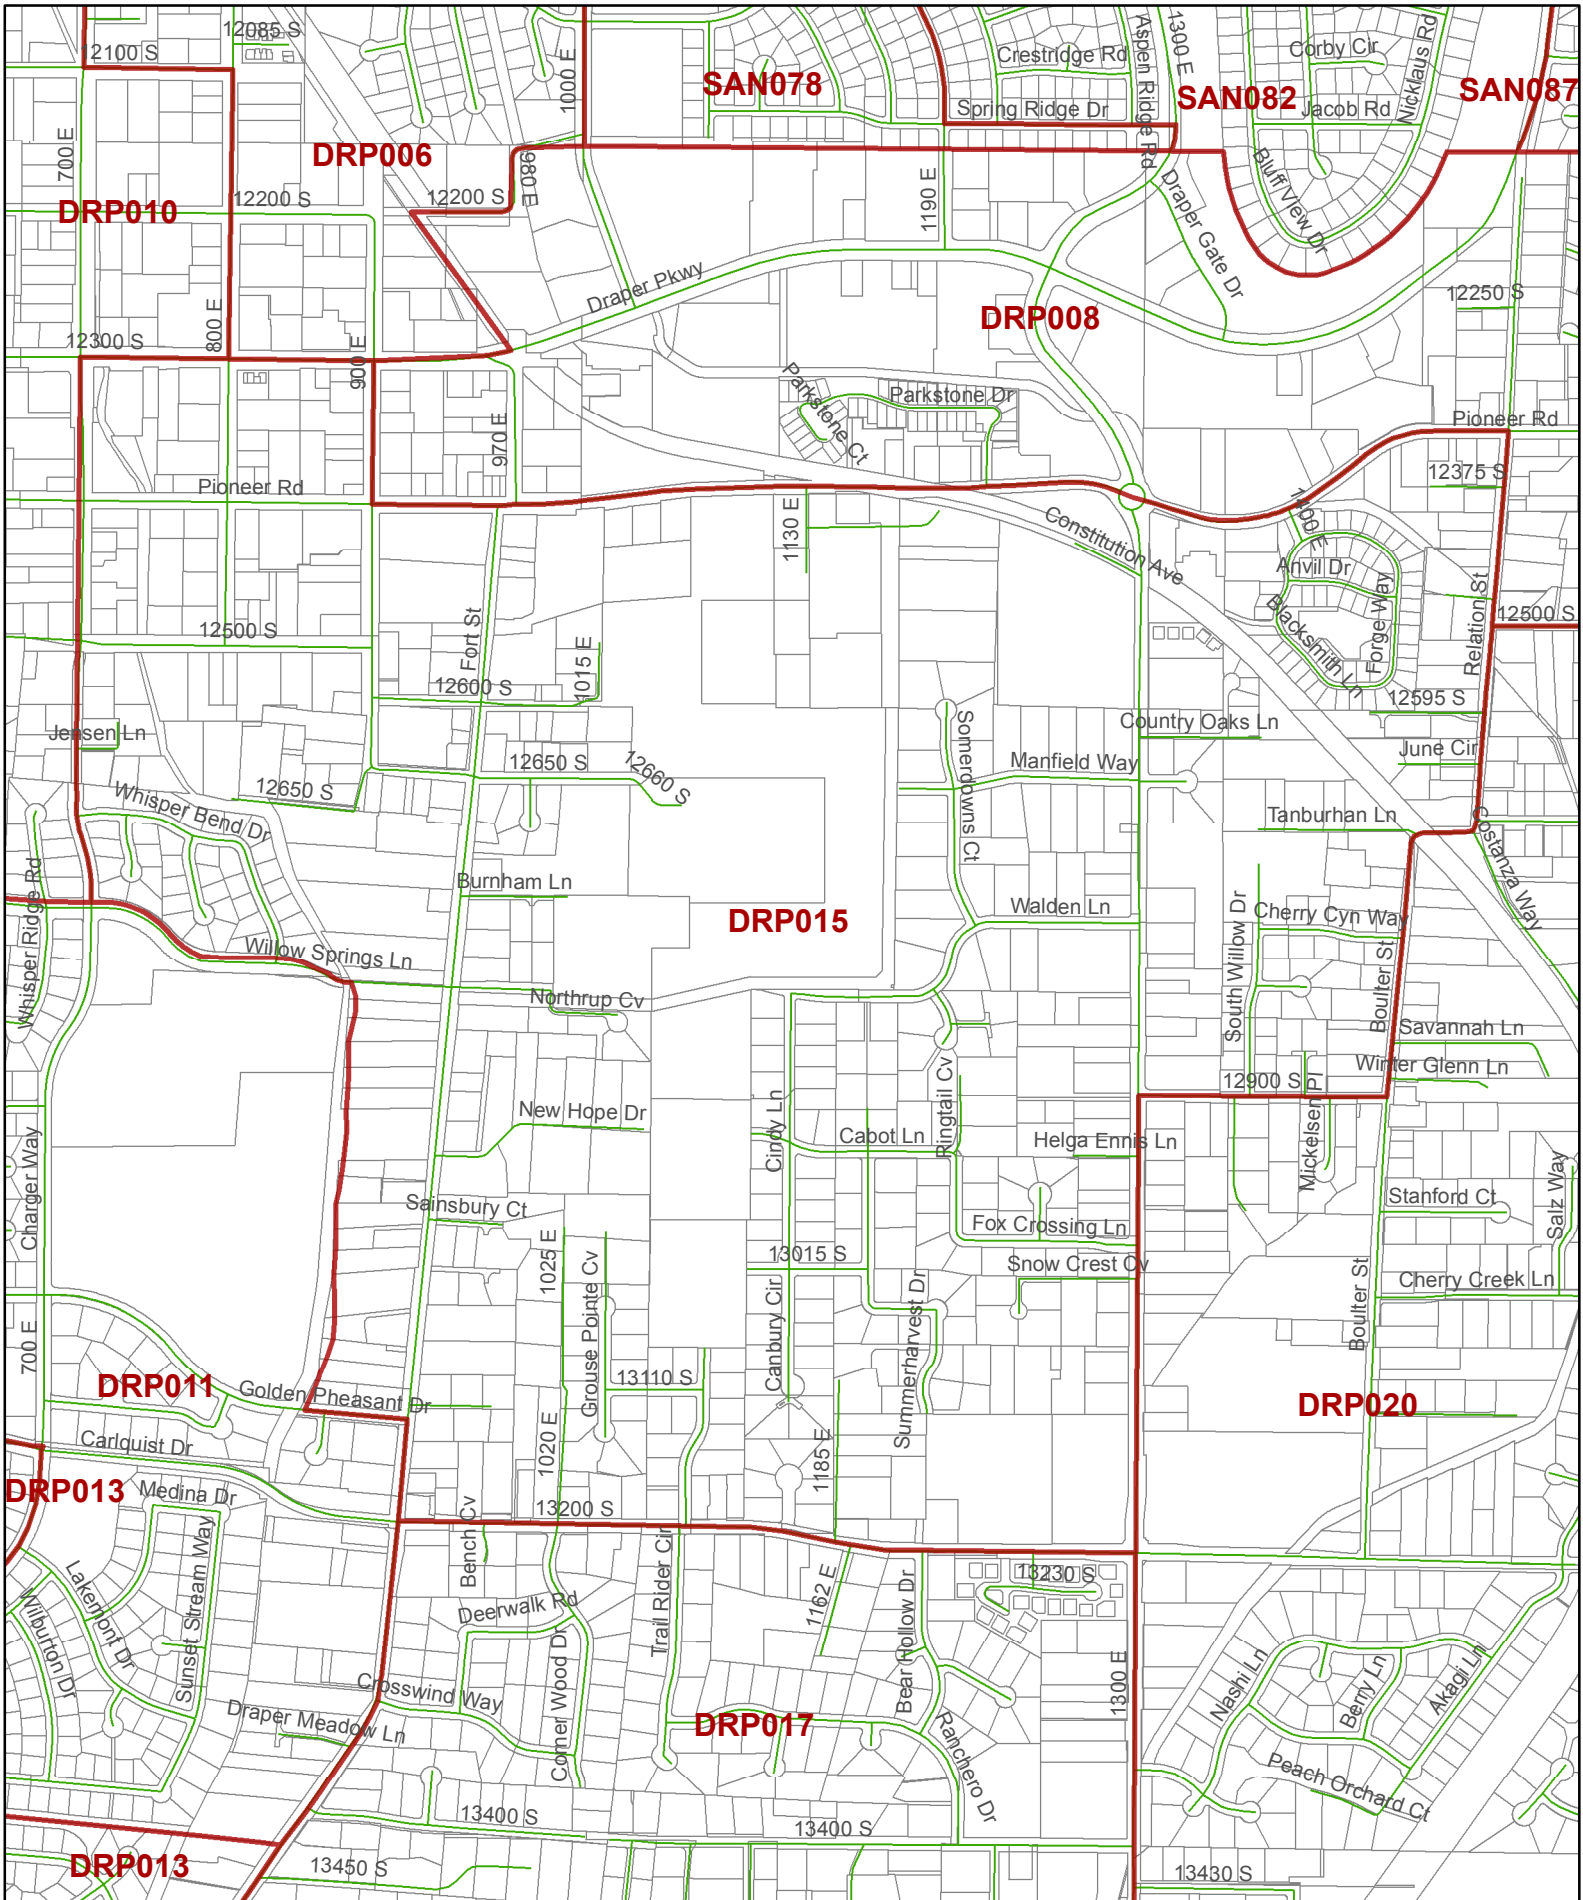 12085 S
12100 S
1000 E
SAN078
Crestridge Rd
Aspen Ridge Rd
1300 E
Corby Cir
Nicklaus Rd
SAN082
SAN087
Spring Ridge Dr
Jacob Rd
700 E
DRP006
DRP010
12200 S
12200 S
980 E
1190 E
Draper Gate Dr
Bluff View Dr
Draper Pkwy
DRP008
12250 S
12300 S
800 E
900 E
970 E
Parkstone Ct
Parkstone Dr
Pioneer Rd
12375 S
Pioneer Rd
1130 E
Constitution Ave
1400 E
Anvil Dr
Forge Way
Blacksmith Ln
Relation St
12500 S
12500 S
Fort St
1015 E
12600 S
12595 S
Jensen Ln
Somerdowns Ct
Country Oaks Ln
June Cir
Manfield Way
12650 S
12660 S
12650 S
Whisper Bend Dr
Tanburhan Ln
Costanza Way
Whisper Ridge Rd
Burnham Ln
DRP015
Walden Ln
South Willow Dr
Cherry Cyn Way
Willow Springs Ln
Northrup Cv
Boulter St
Savannah Ln
Winter Glenn Ln
12900 S
Mickelsen Pl
New Hope Dr
Cindy Ln
Cabot Ln
Ringtail Cv
Helga Ennis Ln
Charger Way
Sainsbury Ct
Stanford Ct
Salz Way
Fox Crossing Ln
1025 E
Grouse Pointe Cv
13015 S
Snow Crest Cv
Cherry Creek Ln
Canbury Cir
Summerharvest Dr
Boulter St
700 E
DRP011
Golden Pheasant Dr
13110 S
DRP020
Carlquist Dr
1020 E
1185 E
DRP013
Medina Dr
13200 S
Bench Cv
Trail Rider Cir
Sunset Stream Way
Lakemont Dr
Wilburton Dr
Deerwalk Rd
1162 E
Bear Hollow Dr
13230 S
Corner Wood Dr
1300 E
Nashi Ln
Berry Ln
Akagi Ln
Crosswind Way
Draper Meadow Ln
DRP017
Ranchero Dr
Peach Orchard Ct
13400 S
13400 S
DRP013
13450 S
13430 S